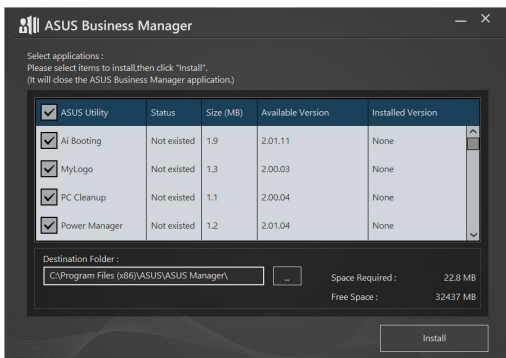 ASUS Business Manager
Select applications :
Please select items to install,then click "Install".
(It will close the ASUS Business Manager application.)
ASUS Utility Status Size (MB) Available Version Installed Version
Ai Booting Not existed 1.9 2.01.11 None
MyLogo Not existed 1.3 2.00.03 None
PC Cleanup Not existed 1.1 2.00.04 None
Power Manager Not existed 1.2 2.01.04 None
Destination Folder :
C:\Program Files (x86)\ASUS\ASUS Manager\ ...
Space Required : 22.8 MB
Free Space : 32437 MB
Install